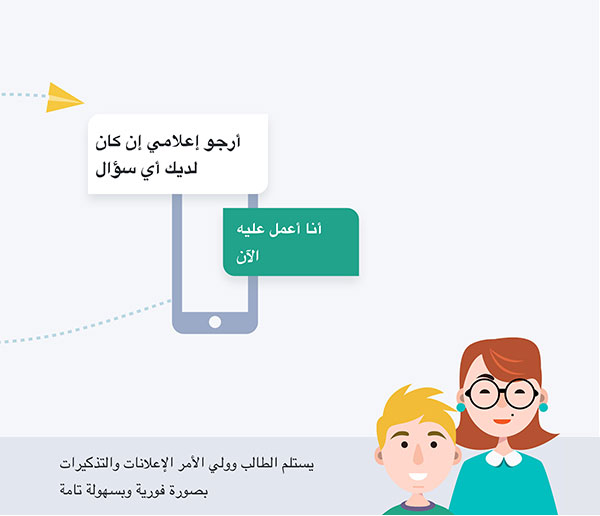 أرجو إعلامي إن كان
لديك أي سؤال
أنا أعمل عليه
الآن
يستلم الطالب وولي الأمر الإعلانات والتذكيرات
بصورة فورية وبسهولة تامة